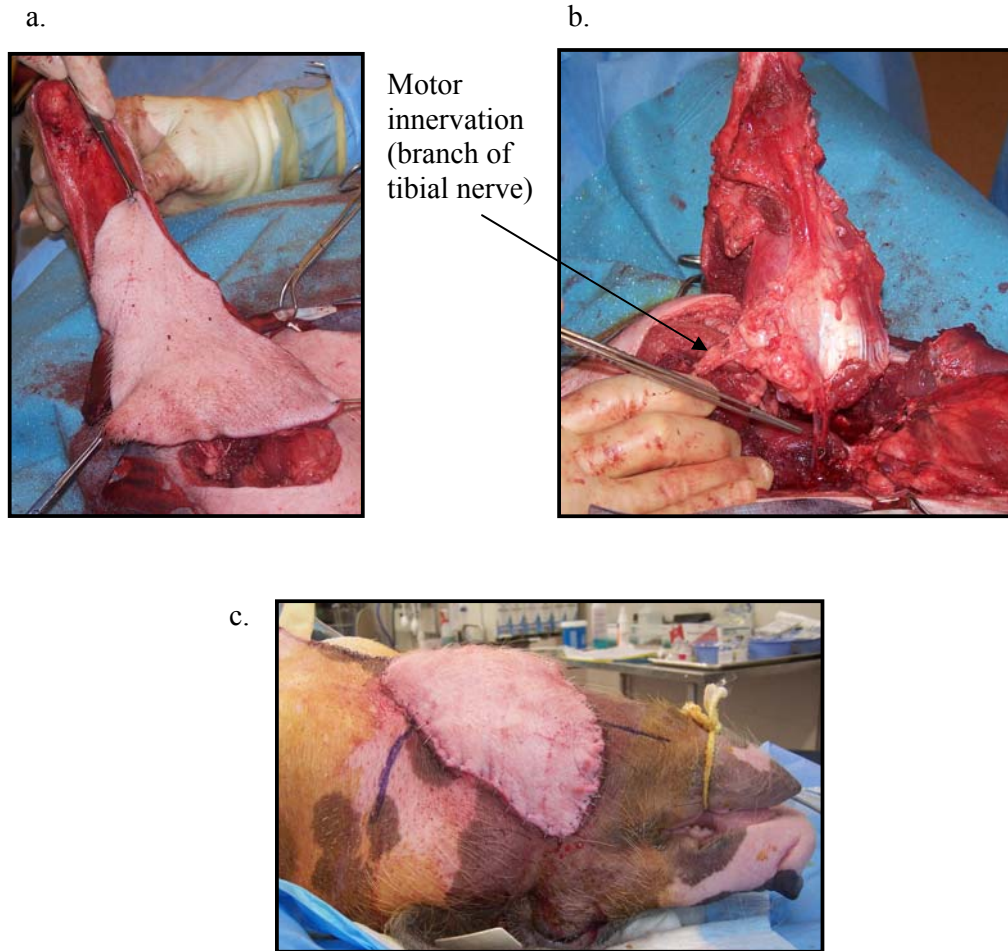 a.
b.
Motor
innervation
(branch of
tibial nerve)
c.